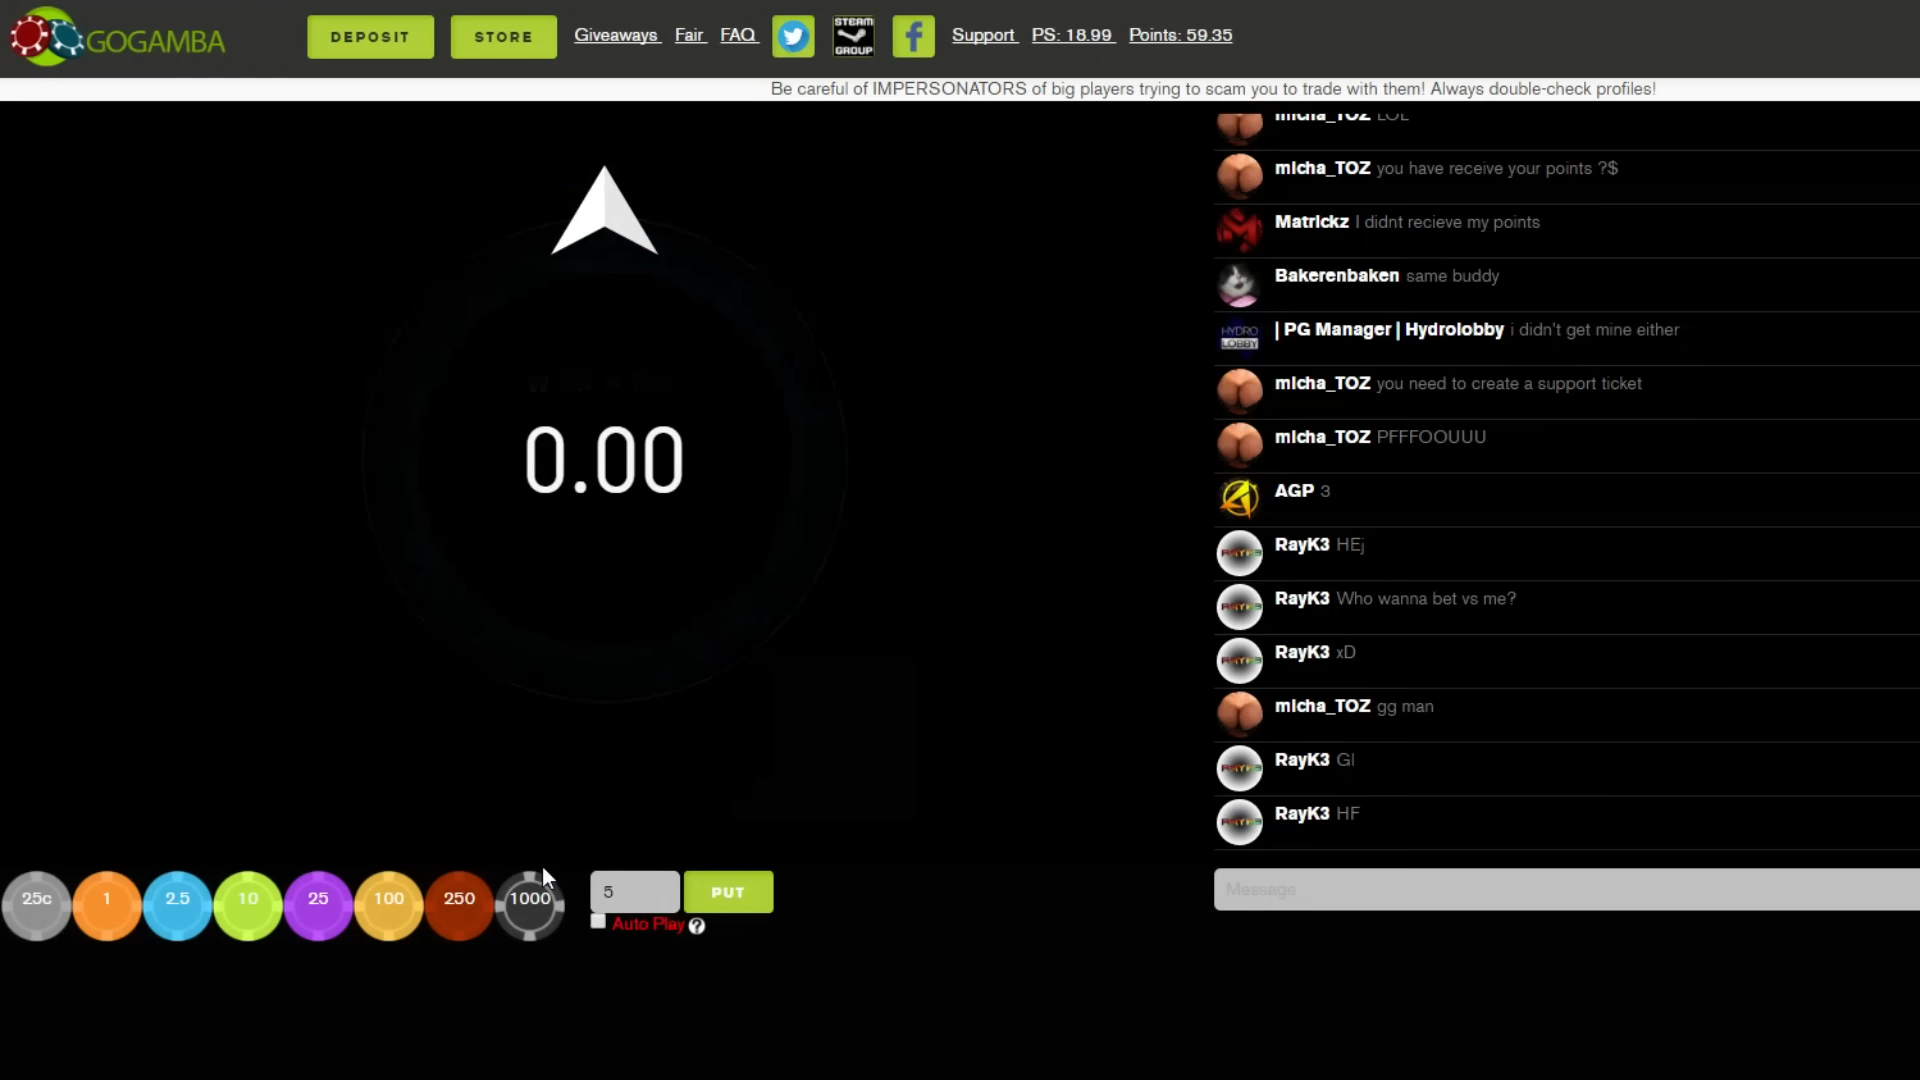 GOGAMBA
DEPOSIT
STORE
Giveaways
Fair
FAQ
STEAM
GROUP
Support
PS: 18.99
Points: 59.35
Be careful of IMPERSONATORS of big players trying to scam you to trade with them! Always double-check profiles!
micha_TOZ LOL
micha_TOZ you have receive your points ?$
Matrickz I didnt recieve my points
Bakerenbaken same buddy
HYDRO
LOBBY
| PG Manager | Hydrolobby i didn't get mine either
micha_TOZ you need to create a support ticket
micha_TOZ PFFFOOUUU
AGP 3
RayK3 HEj
RayK3 Who wanna bet vs me?
RayK3 xD
micha_TOZ gg man
RayK3 Gl
RayK3 HF
0.00
25c
1
2.5
10
25
100
250
1000
5
PUT
Auto Play ?
Message